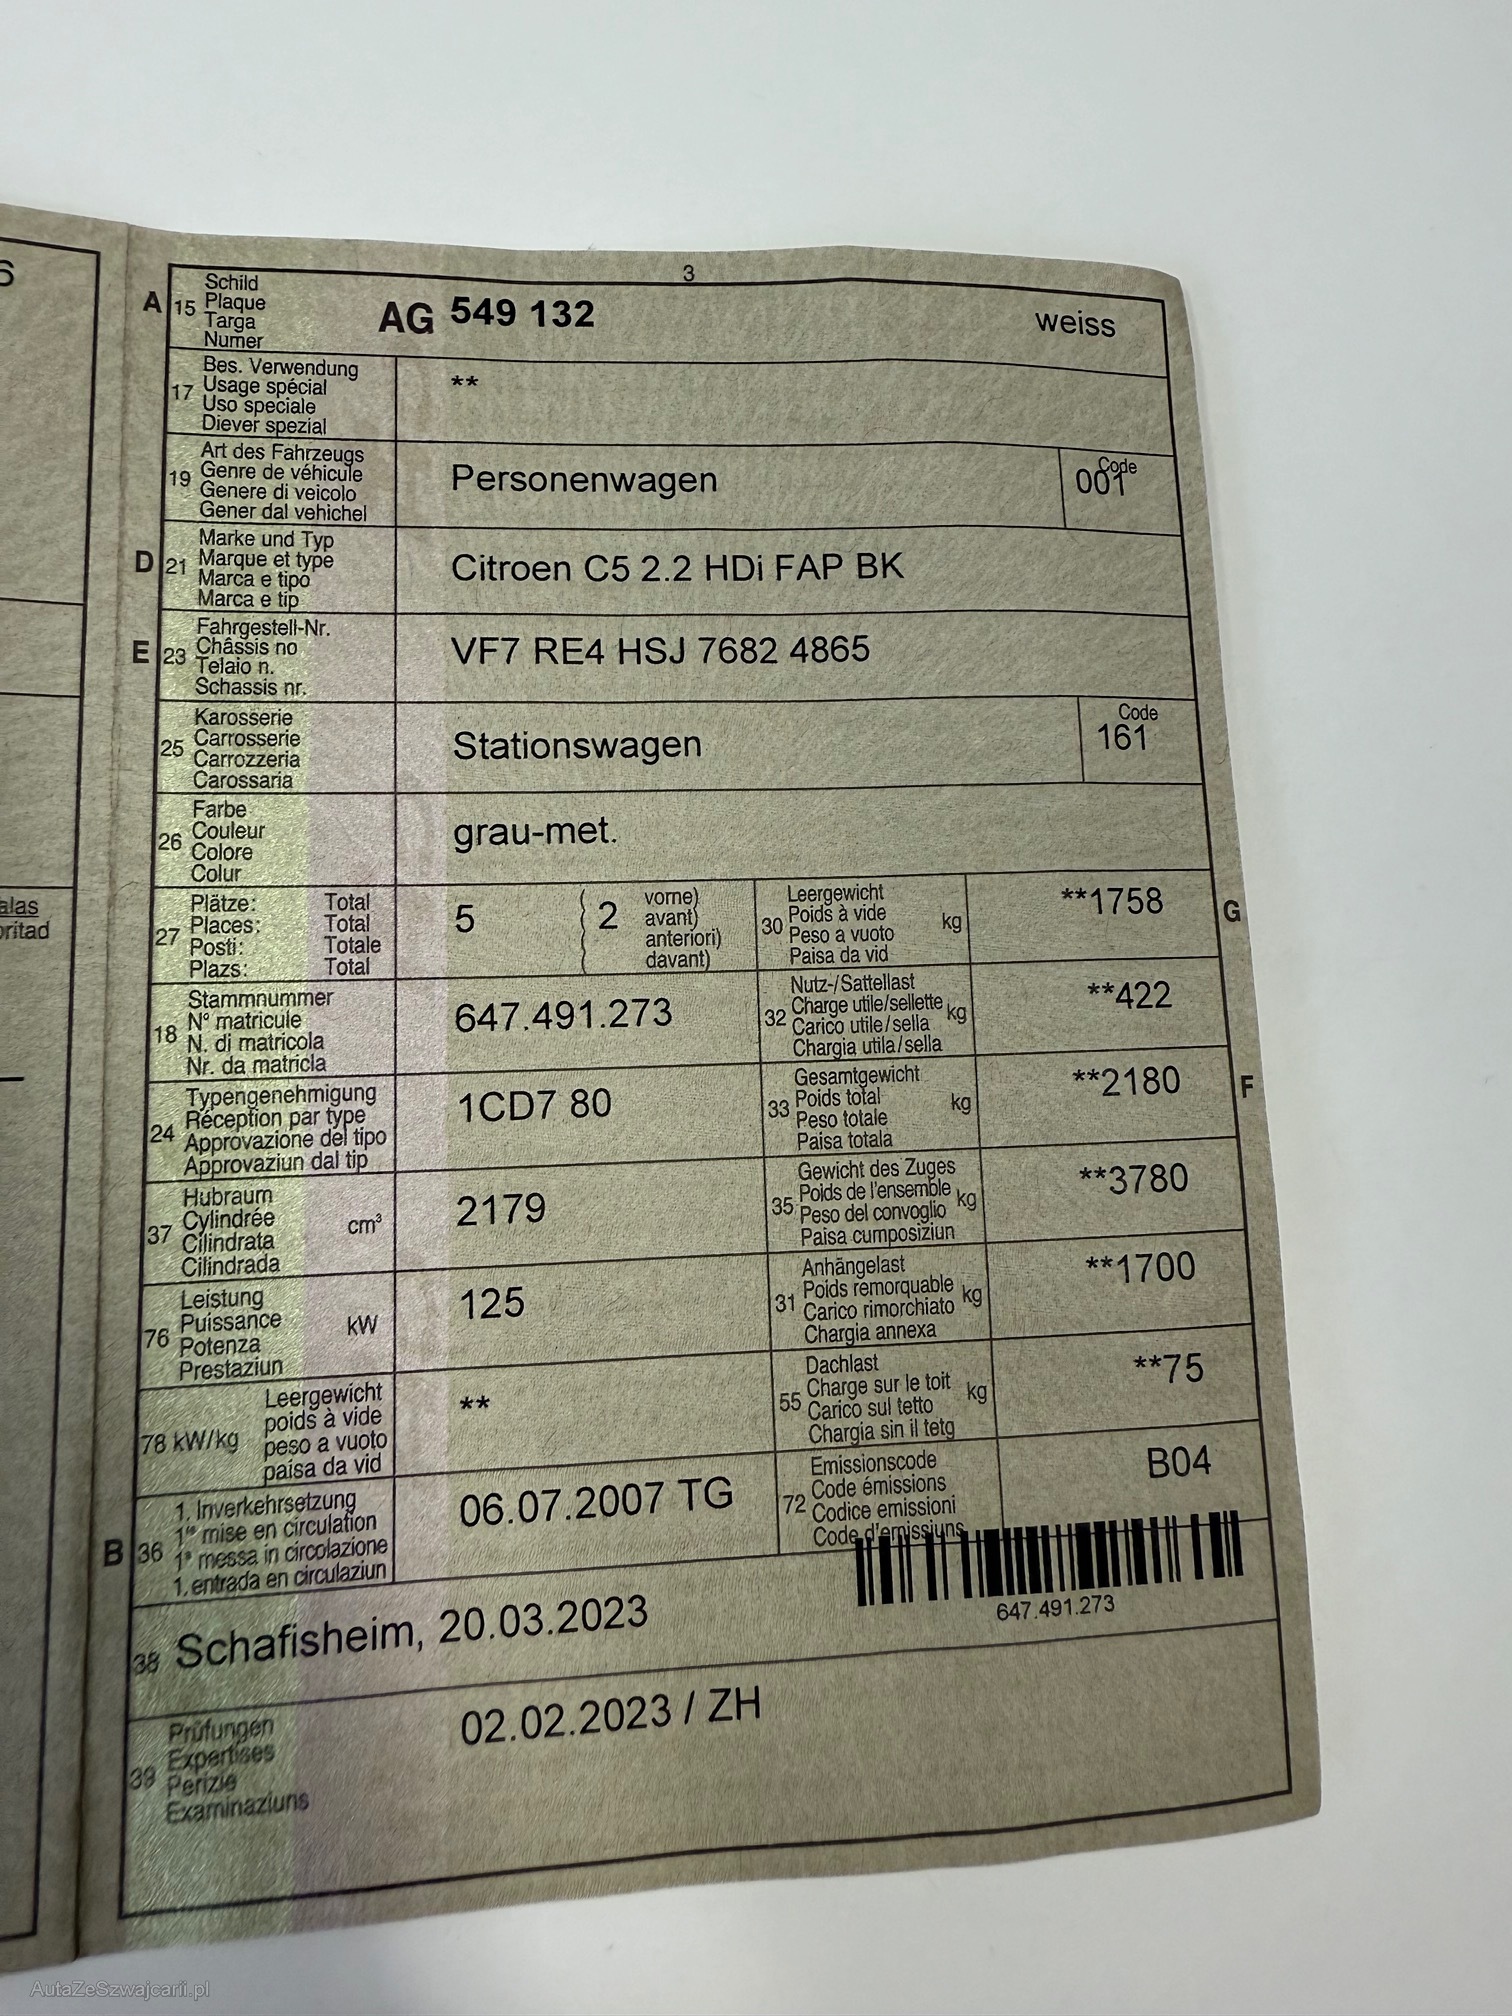 3
A 15 Schild
Plaque
Targa
Numer
AG 549 132 weiss
17 Bes. Verwendung
Usage spécial
Uso speciale
Diever spezial
**
19 Art des Fahrzeugs
Genre de véhicule
Genere di veicolo
Gener dal vehichel
Personenwagen
Code
001
D 21 Marke und Typ
Marque et type
Marca e tipo
Marca e tip
Citroen C5 2.2 HDi FAP BK
E 23 Fahrgestell-Nr.
Châssis no
Telaio n.
Schassis nr.
VF7 RE4 HSJ 7682 4865
25 Karosserie
Carrosserie
Carrozzeria
Carossaria
Stationswagen
Code
161
26 Farbe
Couleur
Colore
Colur
grau-met.
27 Plätze: Total
Places: Total
Posti: Totale
Plazs: Total
5 2 vorne)
avant)
anteriori)
davant)
30 Leergewicht
Poids à vide
Peso a vuoto
Paisa da vid
kg
**1758
G
18 Stammnummer
N° matricule
N. di matricola
Nr. da matricla
647.491.273
32 Nutz-/Sattellast
Charge utile/sellette
Carico utile/sella
Chargia utila/sella
kg
**422
24 Typengenehmigung
Réception par type
Approvazione del tipo
Approvaziun dal tip
1CD7 80
33 Gesamtgewicht
Poids total
Peso totale
Paisa totala
kg
**2180
F
37 Hubraum
Cylindrée
Cilindrata
Cilindrada
cm³
2179
35 Gewicht des Zuges
Poids de l'ensemble
Peso del convoglio
Paisa cumposiziun
kg
**3780
76 Leistung
Puissance
Potenza
Prestaziun
kW
125
31 Anhängelast
Poids remorquable
Carico rimorchiato
Chargia annexa
kg
**1700
78 kW/kg Leergewicht
poids à vide
peso a vuoto
paisa da vid
**
55 Dachlast
Charge sur le toit
Carico sul tetto
Chargia sin il tetg
kg
**75
B 36 1. Inverkehrsetzung
1re mise en circulation
1a messa in circolazione
1. entrada en circulaziun
06.07.2007 TG
72 Emissionscode
Code émissions
Codice emissioni
Code d'emissiuns
B04
647.491.273
38 Schafisheim, 20.03.2023
39 Prüfungen
Expertises
Perizie
Examinaziuns
02.02.2023 / ZH
AutaZeSzwajcarii.pl